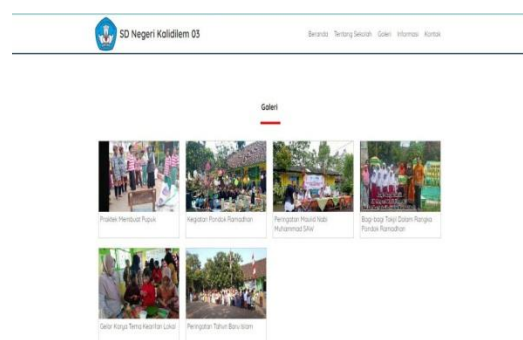 SD Negeri Kalidilem 03
Beranda Tentang Sekolah Galeri Informasi Kontak
Galeri
Praktek Membuat Pupuk
Kegiatan Pondok Ramadhan
Peringatan Maulid Nabi
Muhammad SAW
Bagi-bagi Takjil Dalam Rangka
Pondok Ramadhan
Gelar Karya Tema Kearifan Lokal
Peringatan Tahun Baru Islam